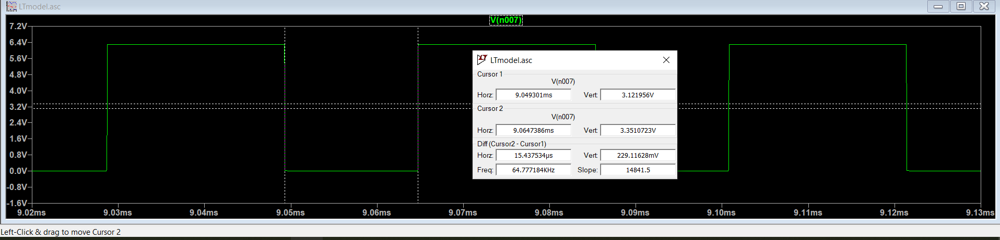 LTmodel.asc
V(n007)
7.2V
6.4V
5.6V
4.8V
4.0V
3.2V
2.4V
1.6V
0.8V
0.0V
-0.8V
-1.6V
9.02ms 9.03ms 9.04ms 9.05ms 9.06ms 9.07ms 9.08ms 9.09ms 9.10ms 9.11ms 9.12ms 9.13ms
LTmodel.asc
Cursor 1
V(n007)
Horz: 9.049301ms Vert: 3.121956V
Cursor 2
V(n007)
Horz: 9.0647386ms Vert: 3.3510723V
Diff (Cursor2 - Cursor1)
Horz: 15.437534µs Vert: 229.11628mV
Freq: 64.777184KHz Slope: 14841.5
Left-Click & drag to move Cursor 2